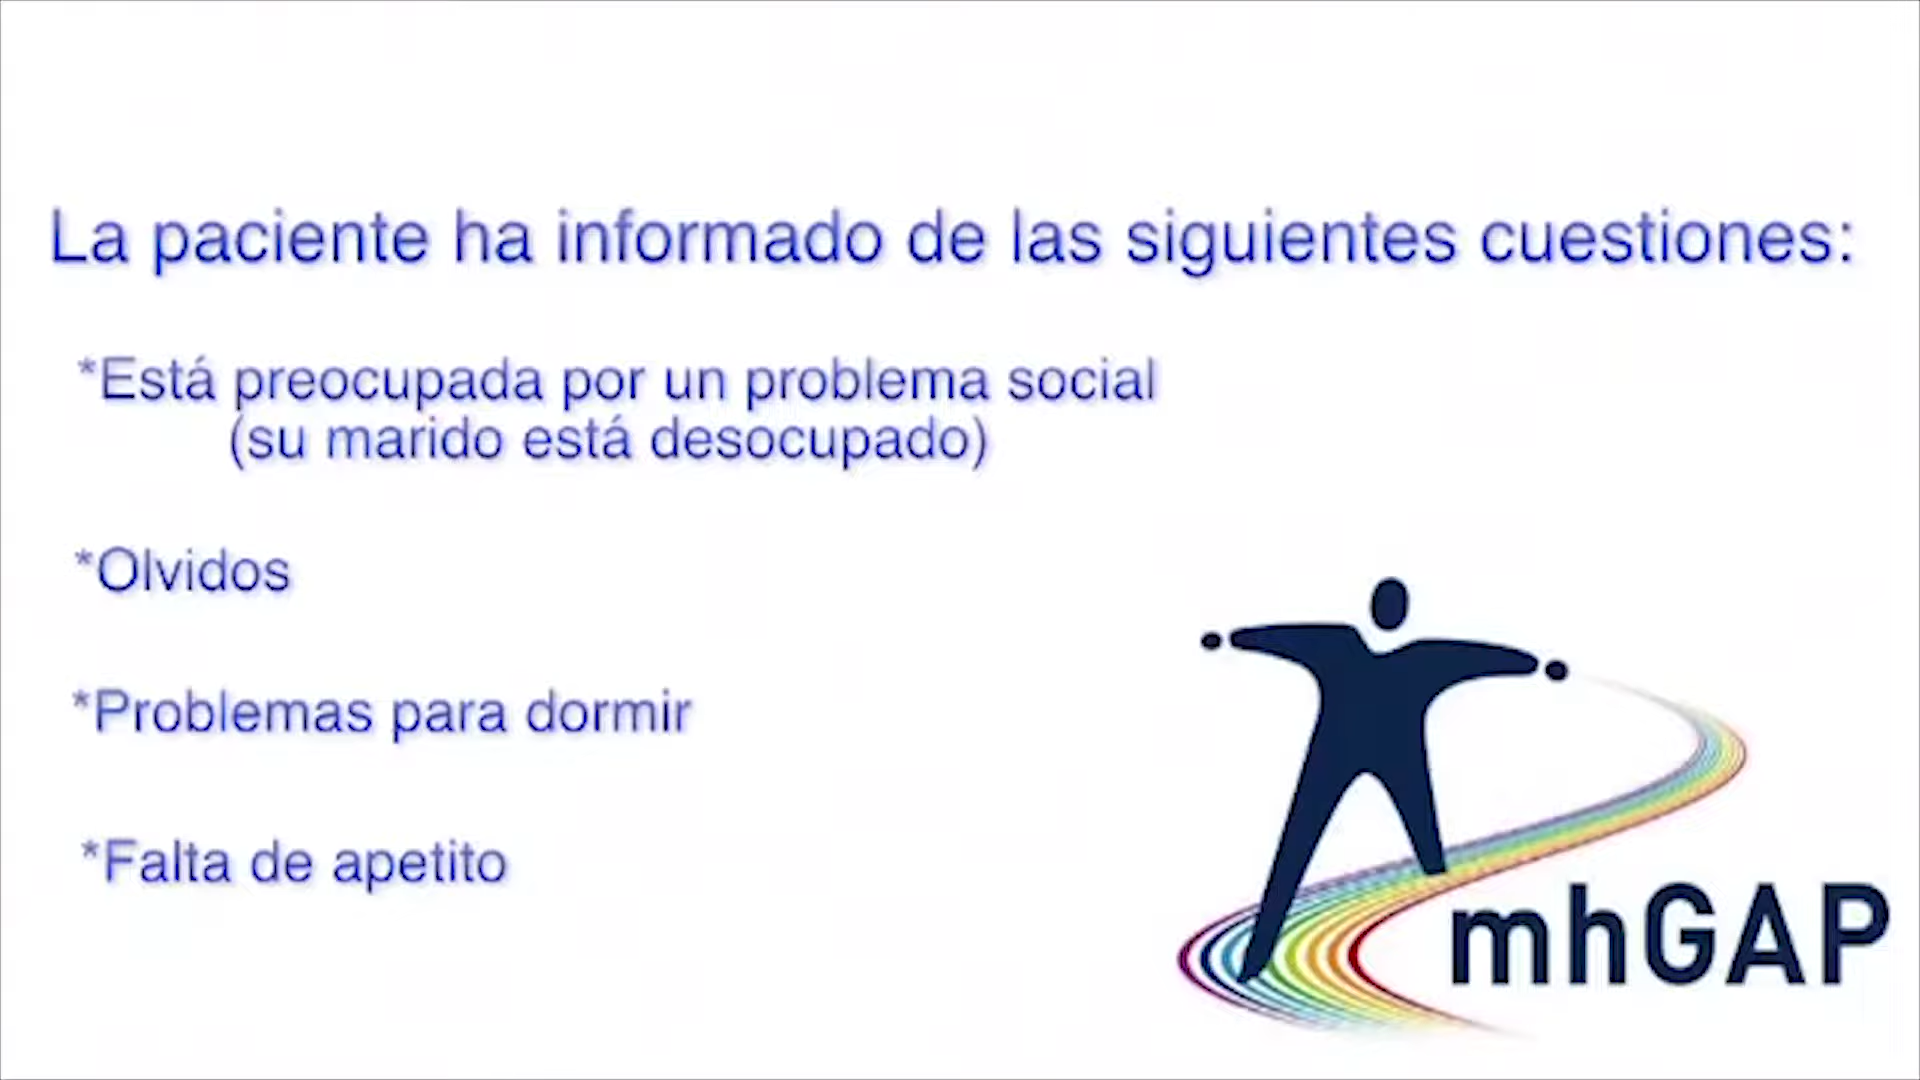 La paciente ha informado de las siguientes cuestiones:
*Está preocupada por un problema social
(su marido está desocupado)
*Olvidos
*Problemas para dormir
*Falta de apetito
mhGAP